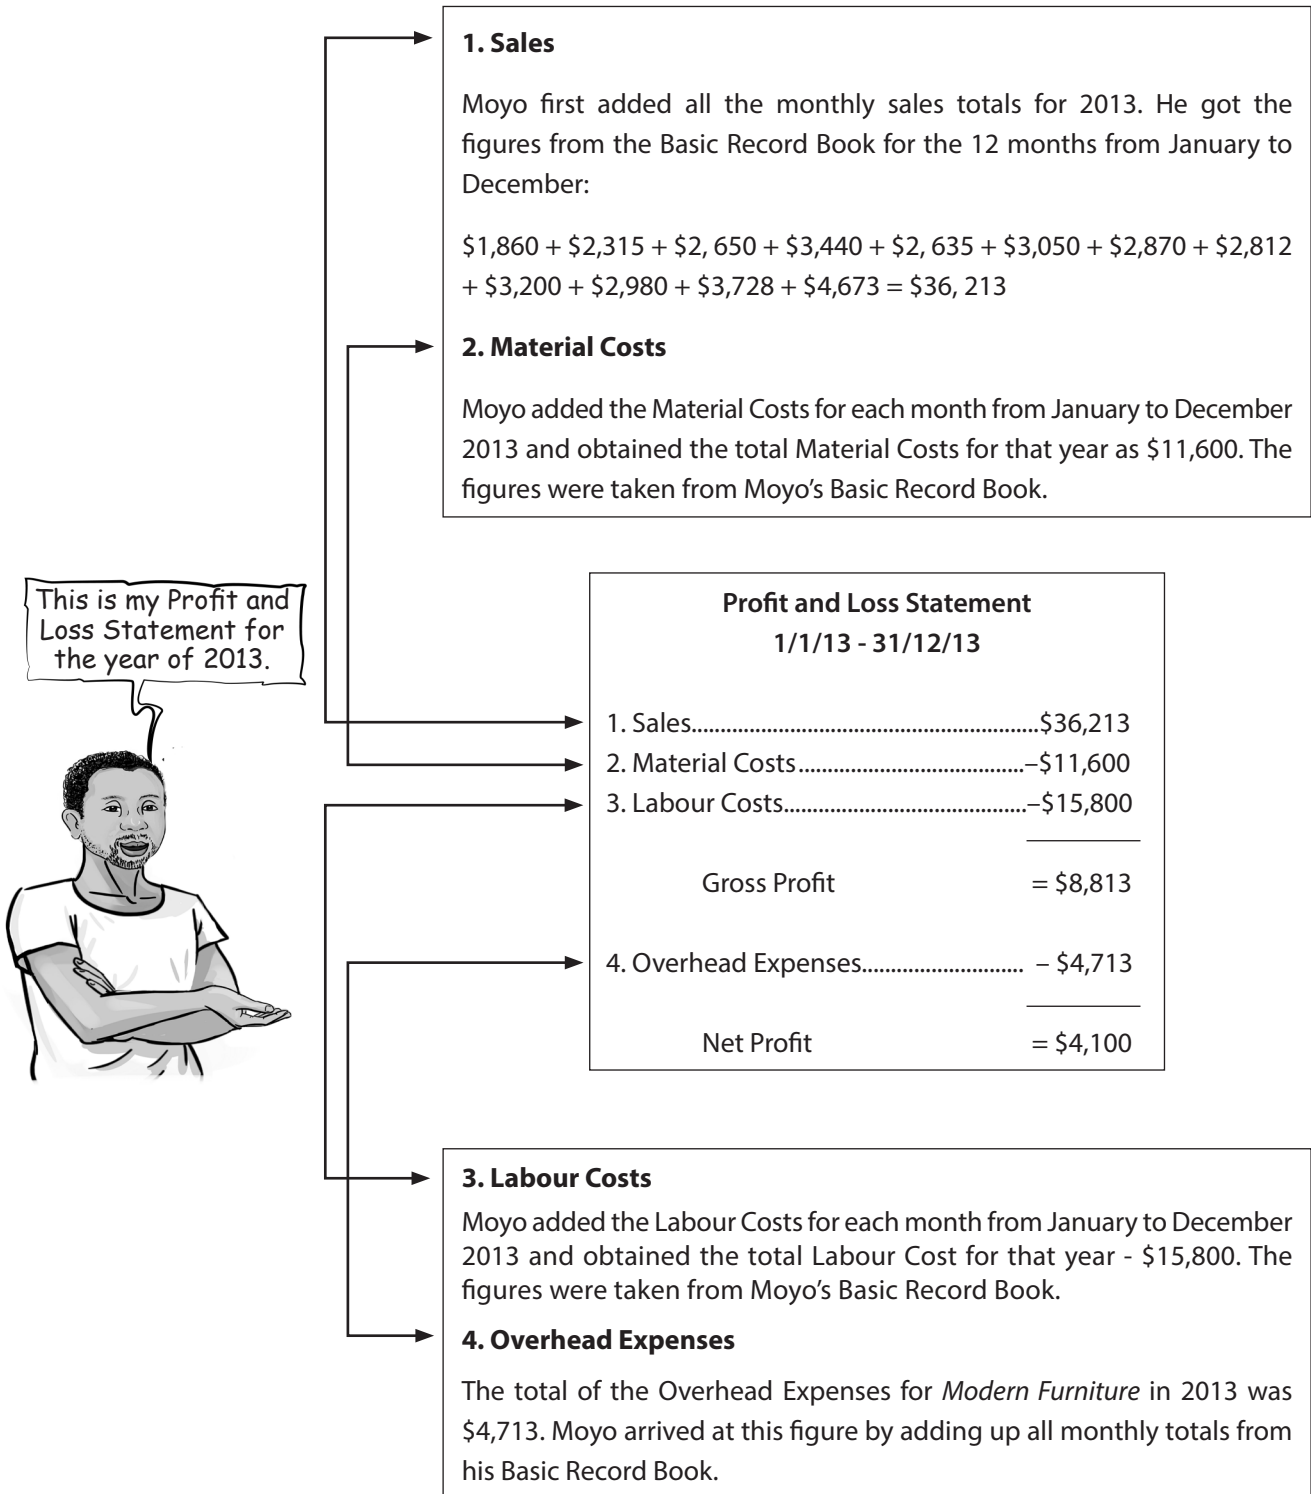 1. Sales
Moyo first added all the monthly sales totals for 2013. He got the
figures from the Basic Record Book for the 12 months from January to
December:
$1,860 + $2,315 + $2, 650 + $3,440 + $2, 635 + $3,050 + $2,870 + $2,812
+ $3,200 + $2,980 + $3,728 + $4,673 = $36, 213
2. Material Costs
Moyo added the Material Costs for each month from January to December
2013 and obtained the total Material Costs for that year as $11,600. The
figures were taken from Moyo’s Basic Record Book.
This is my Profit and
Loss Statement for
the year of 2013.
Profit and Loss Statement
1/1/13 - 31/12/13
1. Sales......................................................$36,213
2. Material Costs...................................–$11,600
3. Labour Costs.....................................–$15,800
Gross Profit = $8,813
4. Overhead Expenses......................... – $4,713
Net Profit = $4,100
3. Labour Costs
Moyo added the Labour Costs for each month from January to December
2013 and obtained the total Labour Cost for that year - $15,800. The
figures were taken from Moyo’s Basic Record Book.
4. Overhead Expenses
The total of the Overhead Expenses for Modern Furniture in 2013 was
$4,713. Moyo arrived at this figure by adding up all monthly totals from
his Basic Record Book.